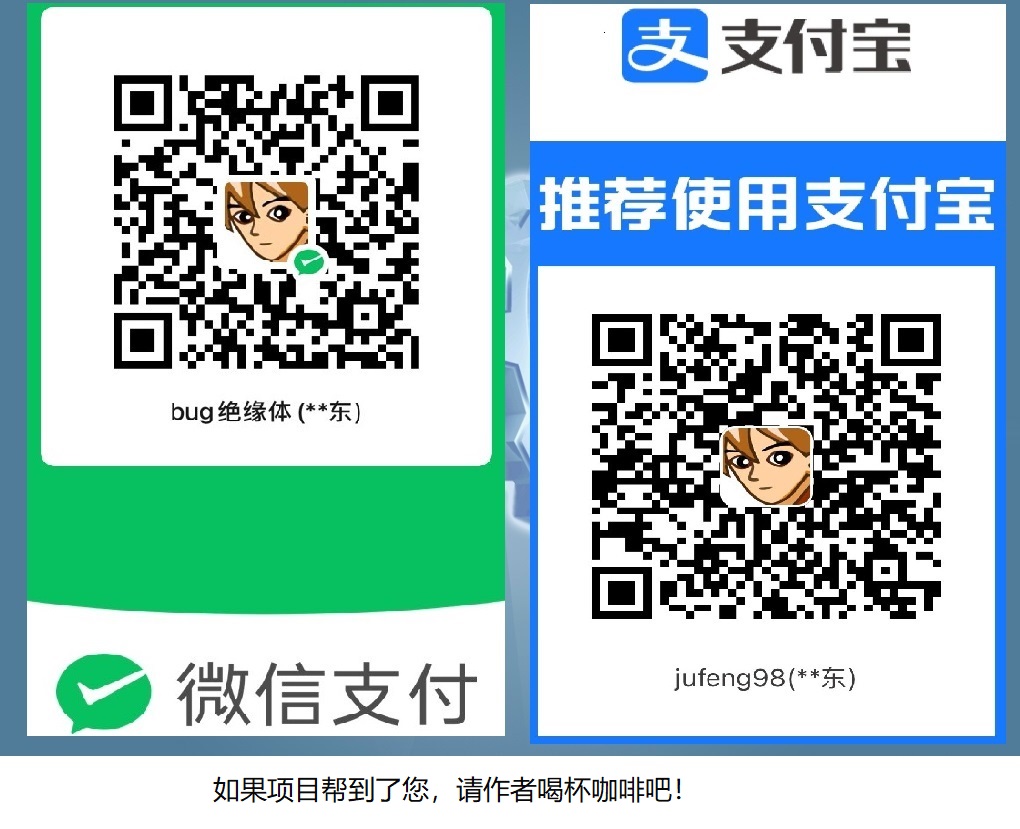 bug绝缘体(**东)
微信支付
支 支付宝
推荐使用支付宝
jufeng98(**东)
如果项目帮到了您，请作者喝杯咖啡吧！